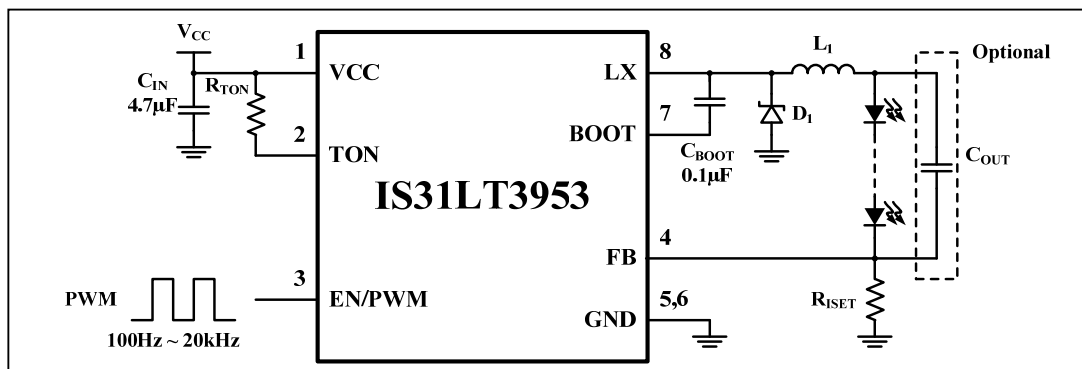 VCC
1
8
L1
Optional
CIN
4.7µF
RTON
VCC
LX
7
D1
2
BOOT
CBOOT
0.1µF
COUT
TON
IS31LT3953
4
FB
3
PWM
EN/PWM
5,6
RISET
GND
100Hz ~ 20kHz